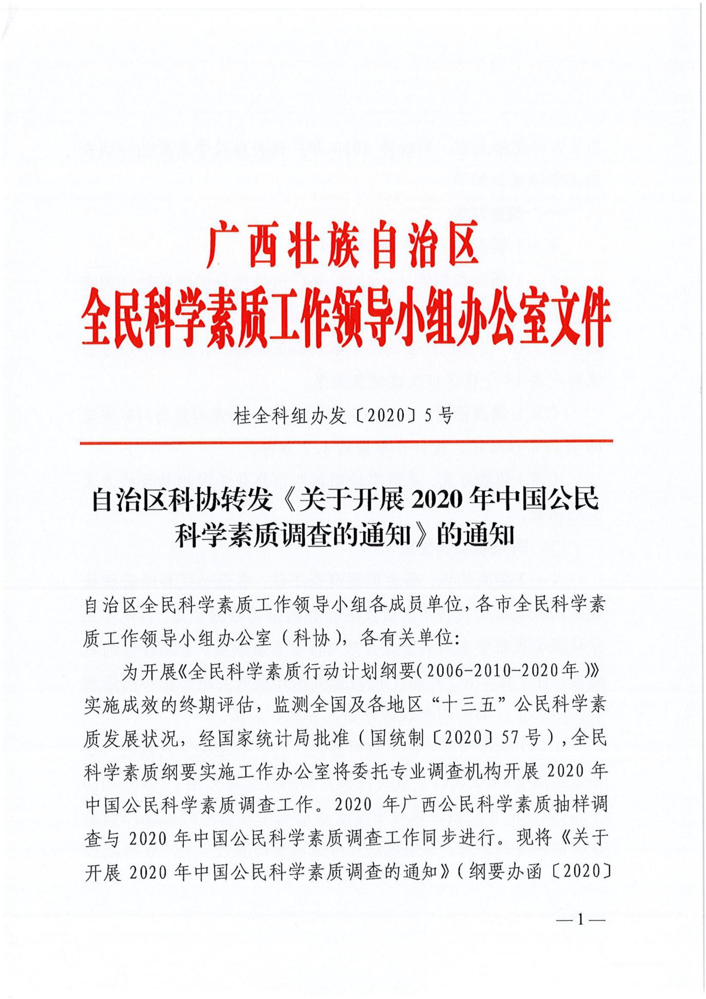 广西壮族自治区
全民科学素质工作领导小组办公室文件
桂全科组办发〔2020〕5号
自治区科协转发《关于开展2020年中国公民
科学素质调查的通知》的通知
自治区全民科学素质工作领导小组各成员单位,各市全民科学素
质工作领导小组办公室(科协),各有关单位:
为开展《全民科学素质行动计划纲要(2006-2010-2020年)》
实施成效的终期评估,监测全国及各地区“十三五”公民科学素
质发展状况,经国家统计局批准(国统制〔2020〕57号),全民
科学素质纲要实施工作办公室将委托专业调查机构开展2020年
中国公民科学素质调查工作。2020 年广西公民科学素质抽样调
查与2020年中国公民科学素质调查工作同步进行。现将《关于
开展2020年中国公民科学素质调查的通知》(纲要办函〔2020〕
—1—